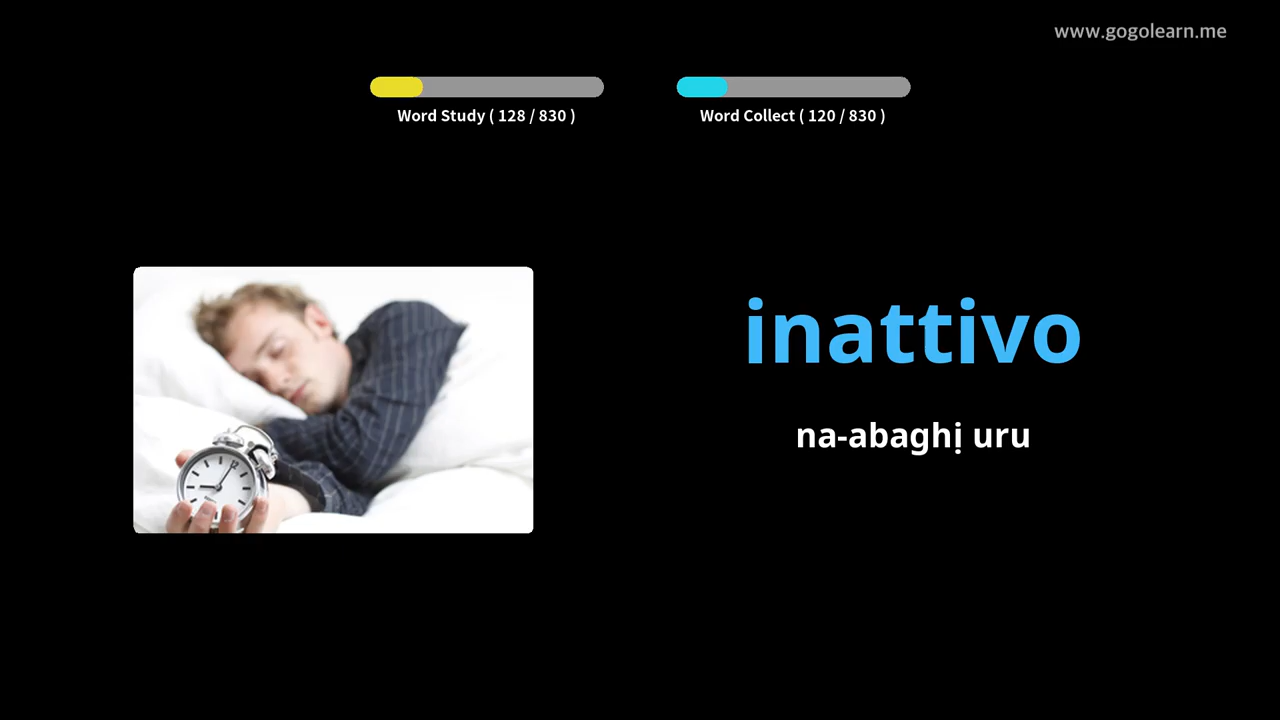 www.gogolearn.me
Word Study ( 128 / 830 )
Word Collect ( 120 / 830 )
inattivo
na-abaghị uru